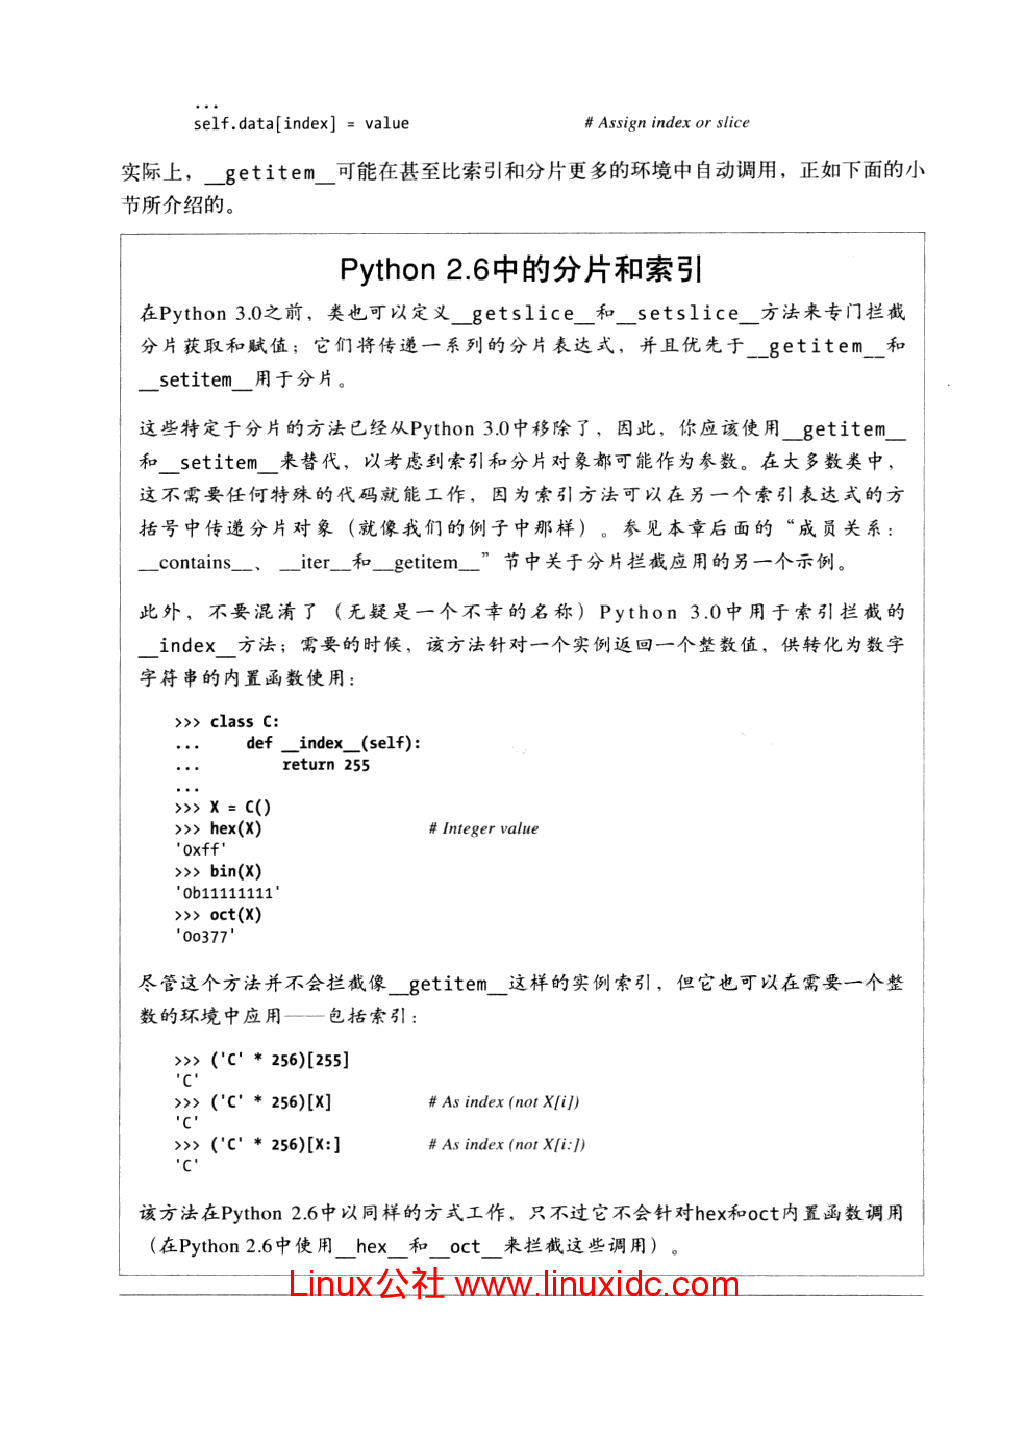 ...
self.data[index] = value # Assign index or slice
实际上，__getitem__可能在甚至比索引和分片更多的环境中自动调用，正如下面的小
节所介绍的。
Python 2.6中的分片和索引
在Python 3.0之前，类也可以定义__getslice__和__setslice__方法来专门拦截
分片获取和赋值；它们将传递一系列的分片表达式，并且优先于__getitem__和
__setitem__用于分片。
这些特定于分片的方法已经从Python 3.0中移除了，因此，你应该使用__getitem__
和__setitem__来替代，以考虑到索引和分片对象都可能作为参数。在大多数类中，
这不需要任何特殊的代码就能工作，因为索引方法可以在另一个索引表达式的方
括号中传递分片对象（就像我们的例子中那样）。参见本章后面的“成员关系：
__contains__、__iter__和__getitem__”节中关于分片拦截应用的另一个示例。
此外，不要混淆了（无疑是一个不幸的名称）Python 3.0中用于索引拦截的
__index__方法；需要的时候，该方法针对一个实例返回一个整数值，供转化为数字
字符串的内置函数使用：
>>> class C:
...     def __index__(self):
...         return 255
...
>>> X = C()
>>> hex(X) # Integer value
'0xff'
>>> bin(X)
'0b11111111'
>>> oct(X)
'0o377'
尽管这个方法并不会拦截像__getitem__这样的实例索引，但它也可以在需要一个整
数的环境中应用——包括索引：
>>> ('C' * 256)[255]
'C'
>>> ('C' * 256)[X] # As index (not X[i])
'C'
>>> ('C' * 256)[X:] # As index (not X[i:])
'C'
该方法在Python 2.6中以同样的方式工作，只不过它不会针对hex和oct内置函数调用
（在Python 2.6中使用__hex__和__oct__来拦截这些调用）。
Linux公社 www.linuxidc.com